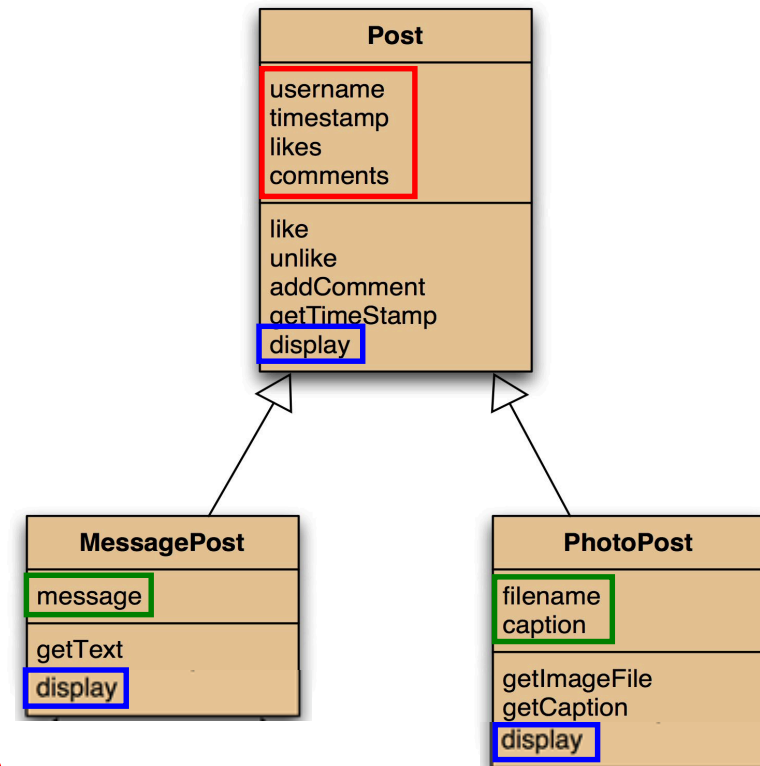 Post
username
timestamp
likes
comments
like
unlike
addComment
getTimeStamp
display
MessagePost
message
getText
display
PhotoPost
filename
caption
getImageFile
getCaption
display